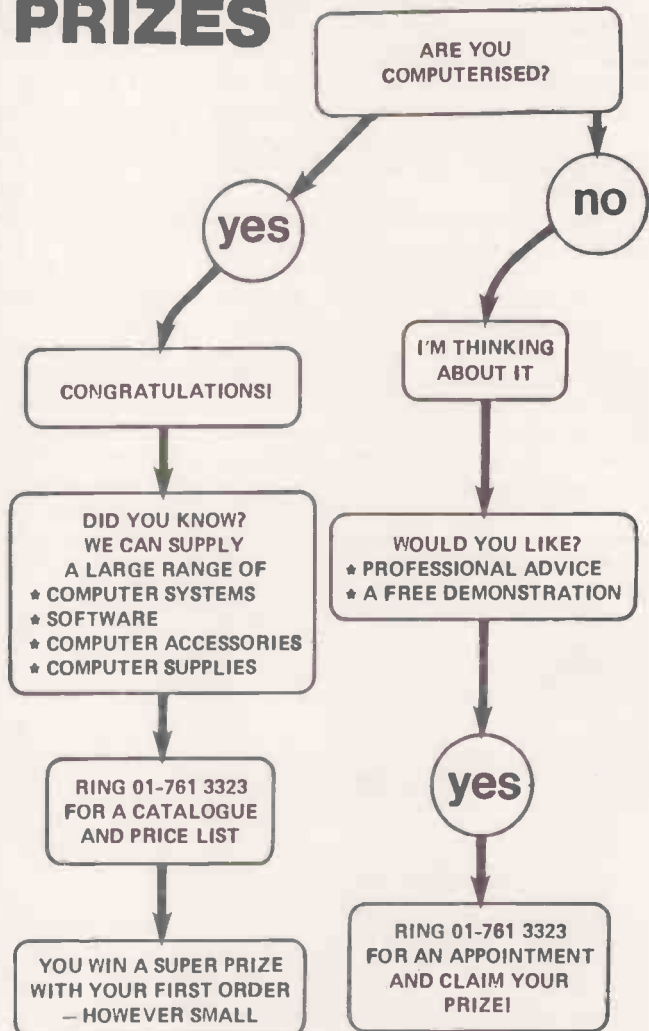 PRIZES
ARE YOU
COMPUTERISED?
yes
no
CONGRATULATIONS!
I'M THINKING
ABOUT IT
DID YOU KNOW?
WE CAN SUPPLY
A LARGE RANGE OF
* COMPUTER SYSTEMS
* SOFTWARE
* COMPUTER ACCESSORIES
* COMPUTER SUPPLIES
WOULD YOU LIKE?
* PROFESSIONAL ADVICE
* A FREE DEMONSTRATION
RING 01-761 3323
FOR A CATALOGUE
AND PRICE LIST
yes
YOU WIN A SUPER PRIZE
WITH YOUR FIRST ORDER
– HOWEVER SMALL
RING 01-761 3323
FOR AN APPOINTMENT
AND CLAIM YOUR
PRIZE!